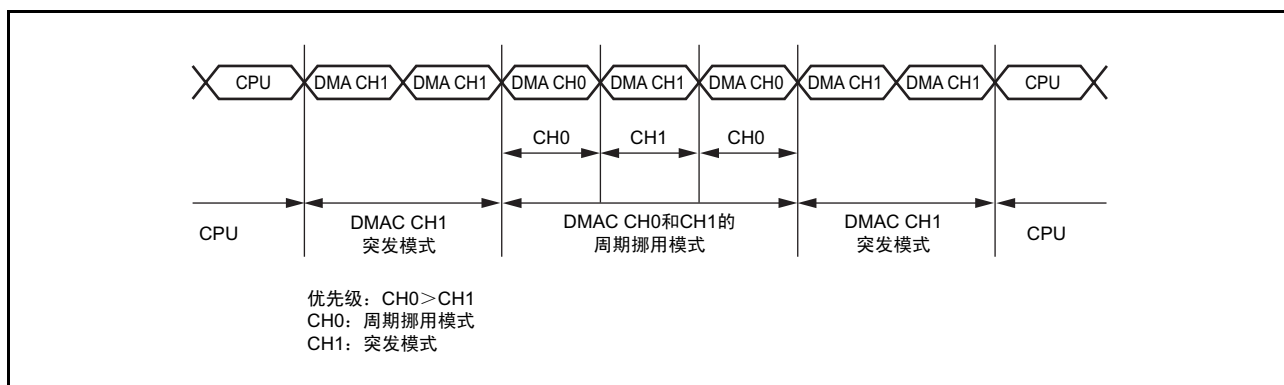 CPU DMA CH1 DMA CH1 DMA CH0 DMA CH1 DMA CH0 DMA CH1 DMA CH1 CPU
CH0 CH1 CH0
CPU DMAC CH1 DMAC CH0和CH1的 DMAC CH1 CPU
突发模式 周期挪用模式 突发模式
优先级：CH0＞CH1
CH0：周期挪用模式
CH1：突发模式